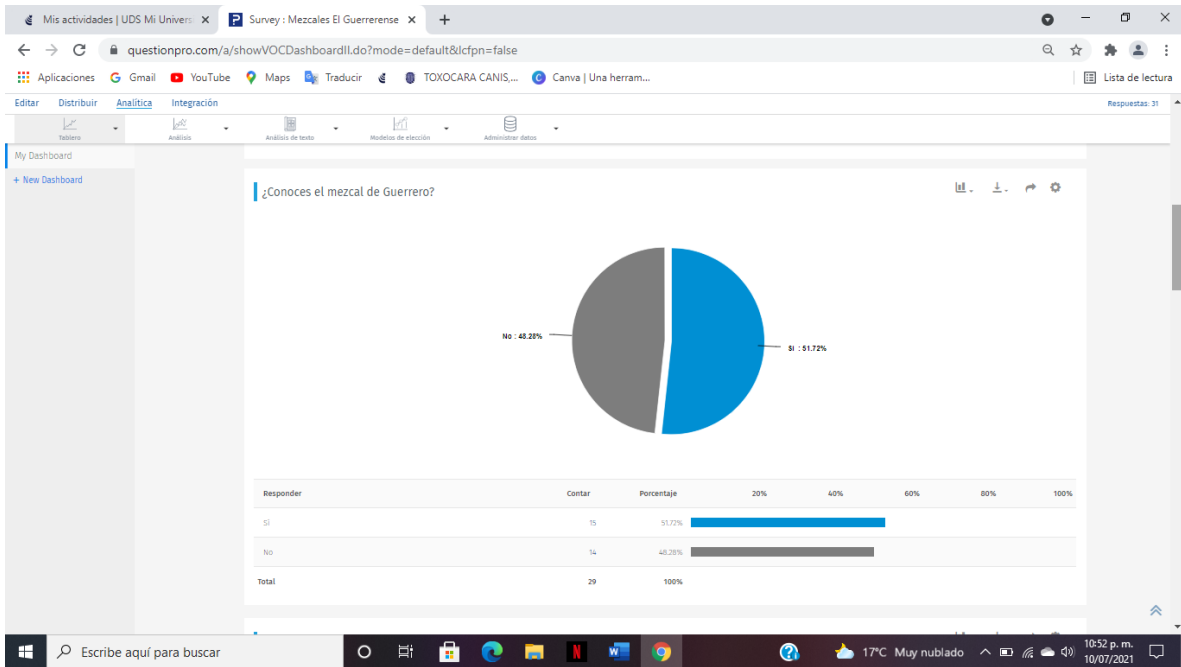 Mis actividades | UDS Mi Univers
Survey : Mezcales El Guerrerense
questionpro.com/a/showVOCDashboardII.do?mode=default&lcfpn=false
Aplicaciones Gmail YouTube Maps Traducir TOXOCARA CANIS,... Canva | Una herram... Lista de lectura
Editar Distribuir Analítica Integración Respuestas: 31
Tablero Análisis Análisis de texto Modelos de elección Administrar datos
My Dashboard
+ New Dashboard
¿Conoces el mezcal de Guerrero?
No : 48.28%
Si : 51.72%
Responder Contar Porcentaje 20% 40% 60% 80% 100%
Si 15 51.72%
No 14 48.28%
Total 29 100%
Escribe aquí para buscar
17°C Muy nublado
10:52 p. m.
10/07/2021